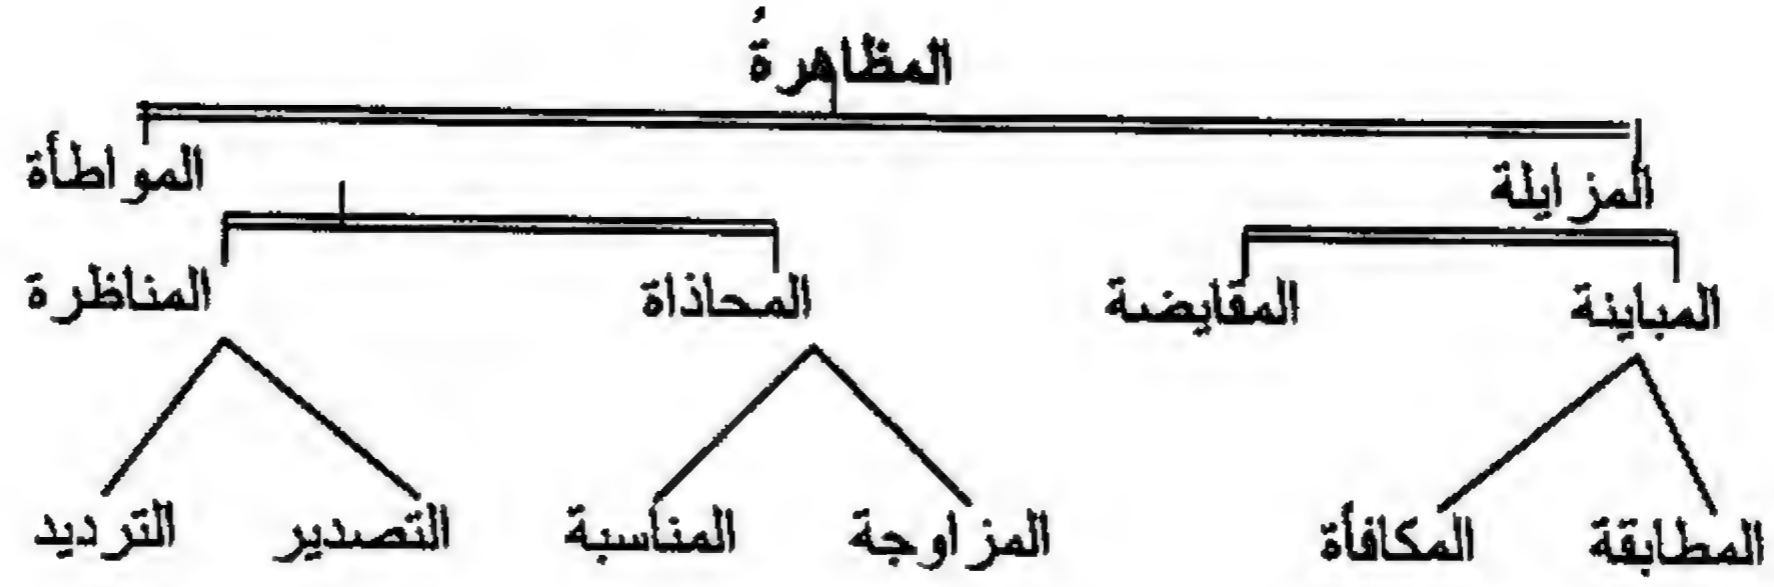 المظاهرةُ
المزايلة المواطأة
المباينة المقايضة المحاذاة المناظرة
المطابقة المكافأة المزاوجة المناسبة التصدير الترديد